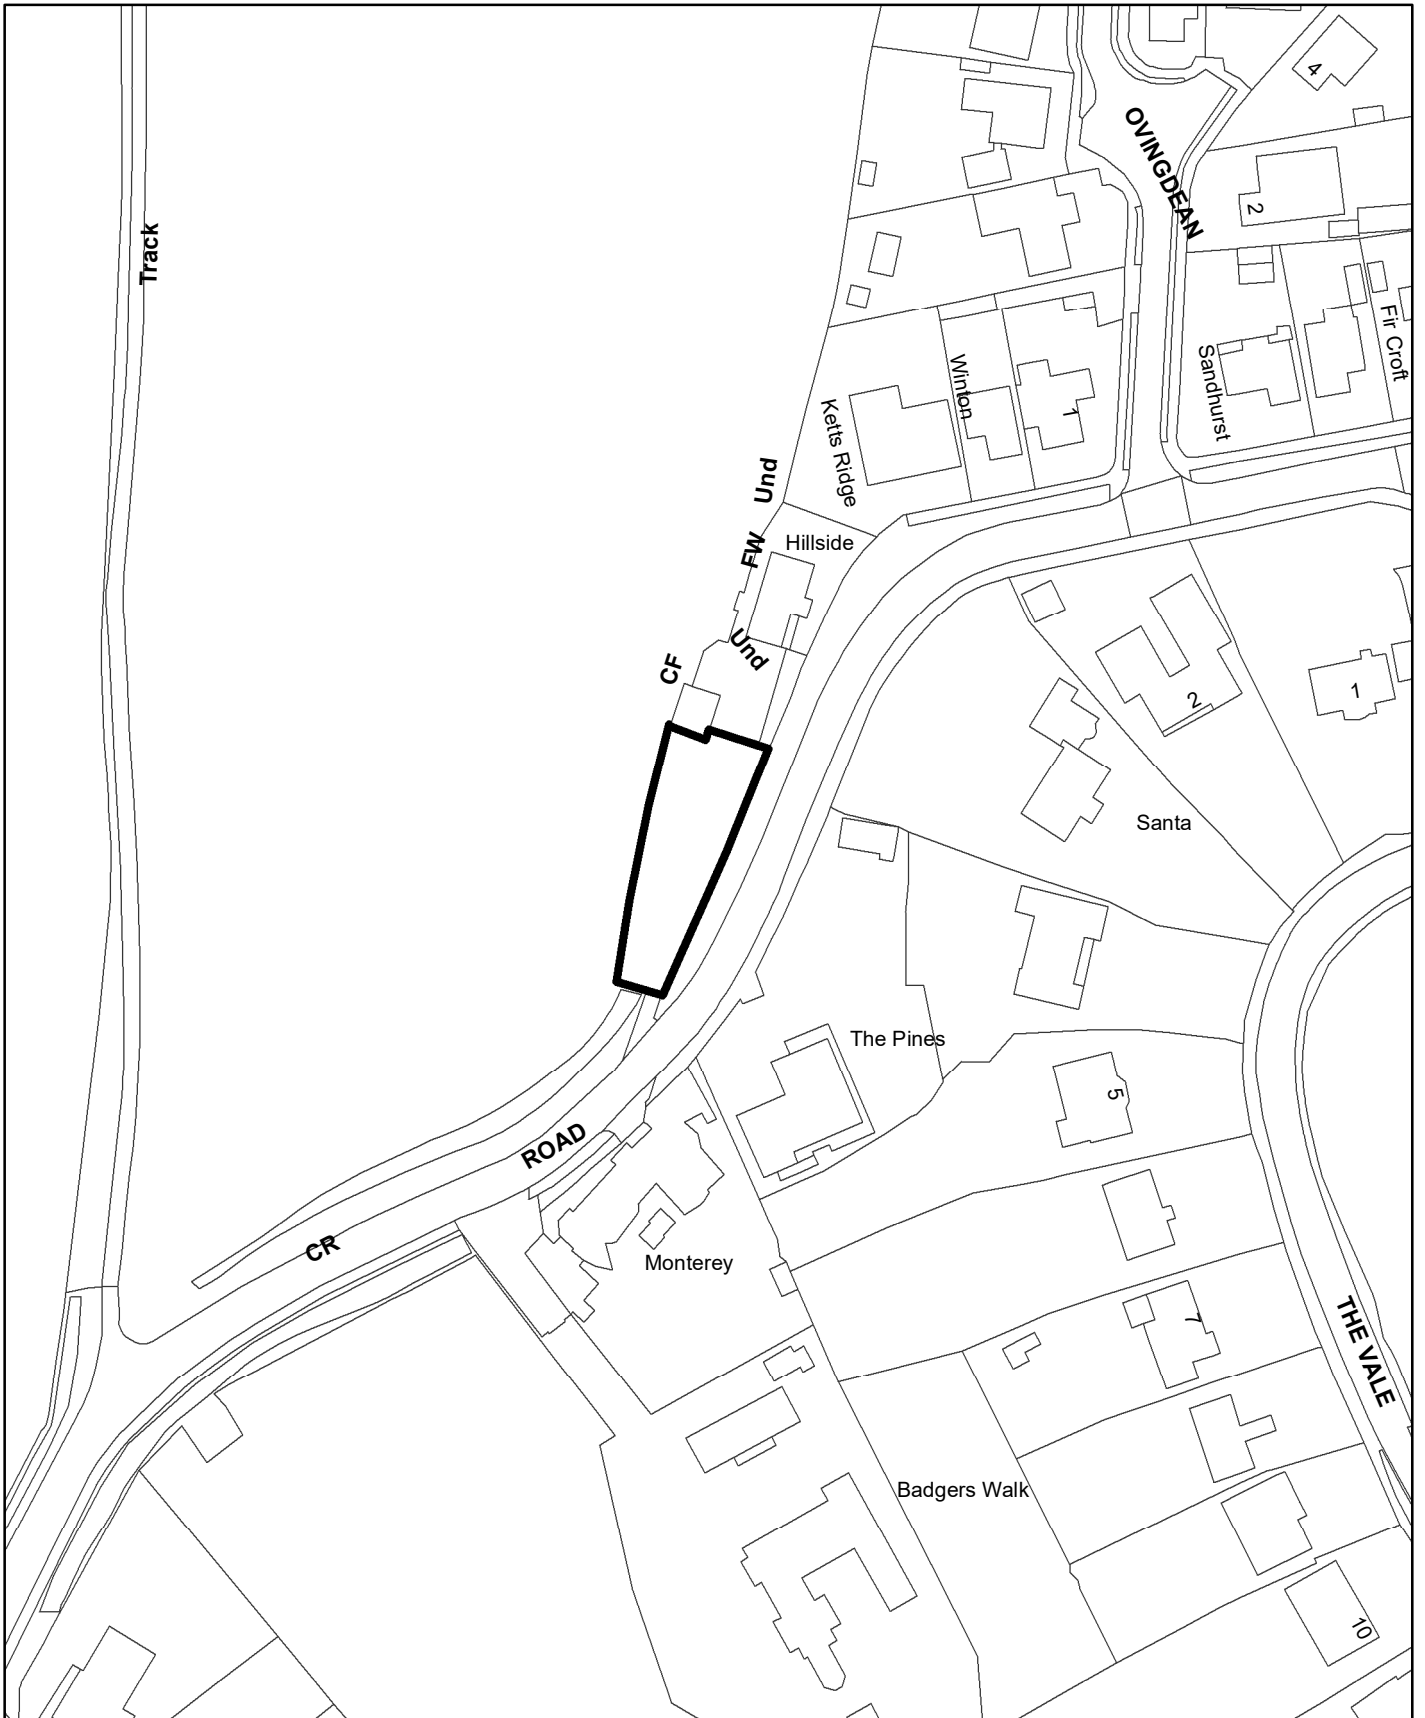 4
OVINGDEAN
2
Track
Fir Croft
Sandhurst
Winton
1
Ketts Ridge
Und
FW
Hillside
Und
CF
2
1
Santa
The Pines
5
ROAD
CR
Monterey
7
THE VALE
Badgers Walk
10